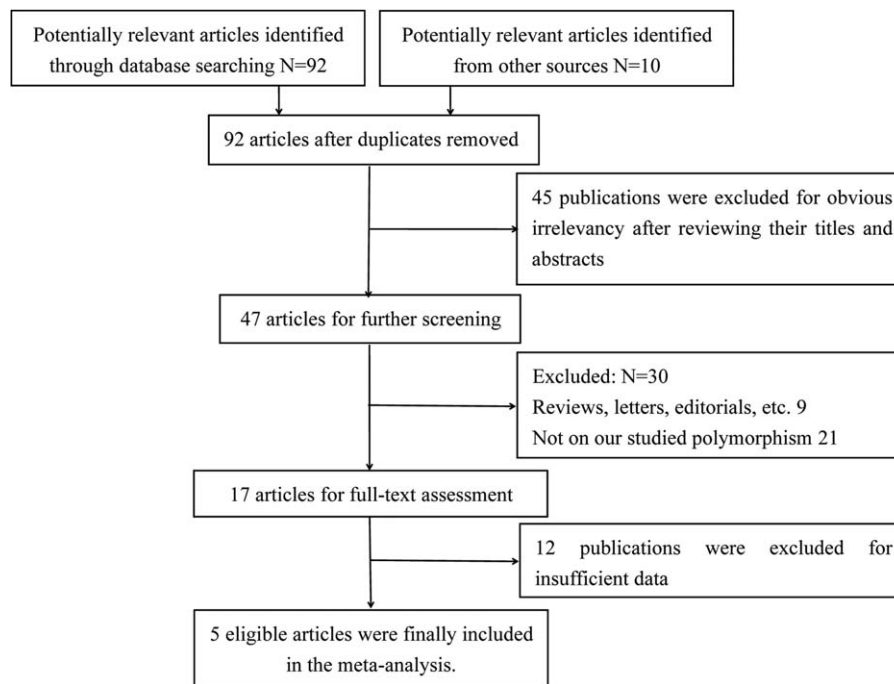 Potentially relevant articles identified
through database searching N=92
Potentially relevant articles identified
from other sources N=10
92 articles after duplicates removed
45 publications were excluded for obvious
irrelevancy after reviewing their titles and
abstracts
47 articles for further screening
Excluded: N=30
Reviews, letters, editorials, etc. 9
Not on our studied polymorphism 21
17 articles for full-text assessment
12 publications were excluded for
insufficient data
5 eligible articles were finally included
in the meta-analysis.